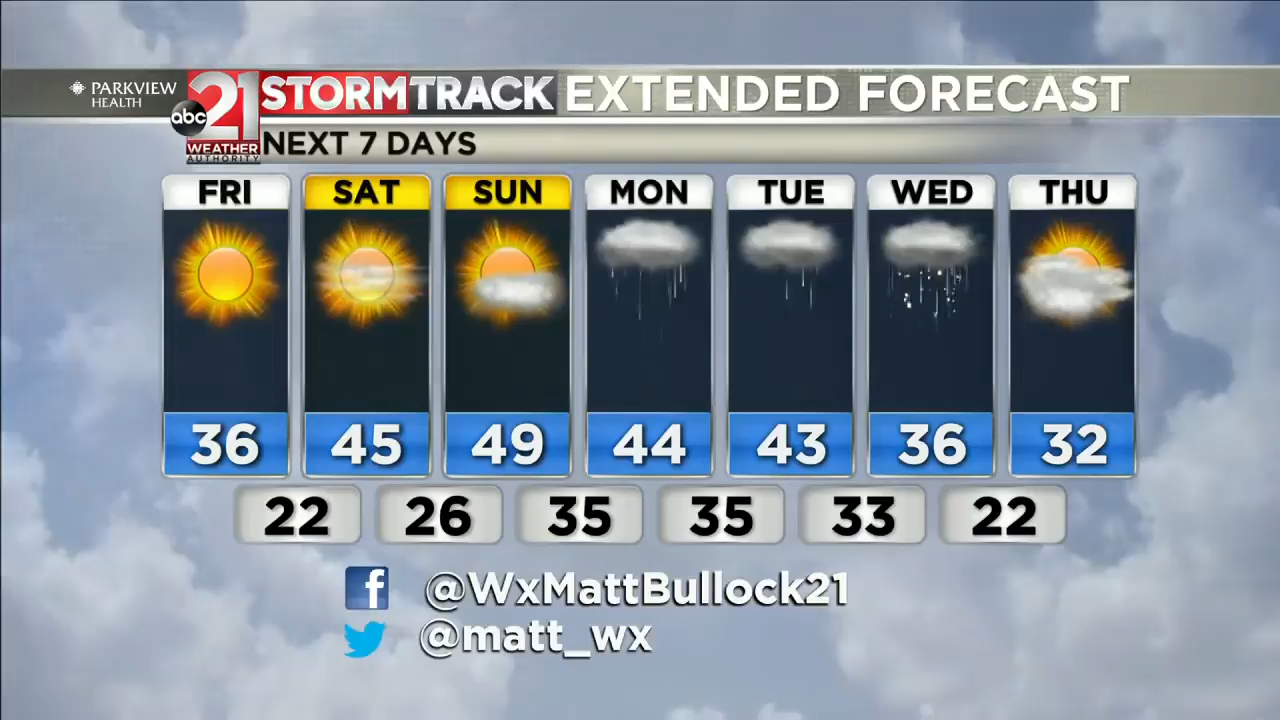 PARKVIEW
HEALTH
abc
21
WEATHER
AUTHORITY
STORMTRACK EXTENDED FORECAST
NEXT 7 DAYS
FRI SAT SUN MON TUE WED THU
36 45 49 44 43 36 32
22 26 35 35 33 22
f @WxMattBullock21
@matt_wx